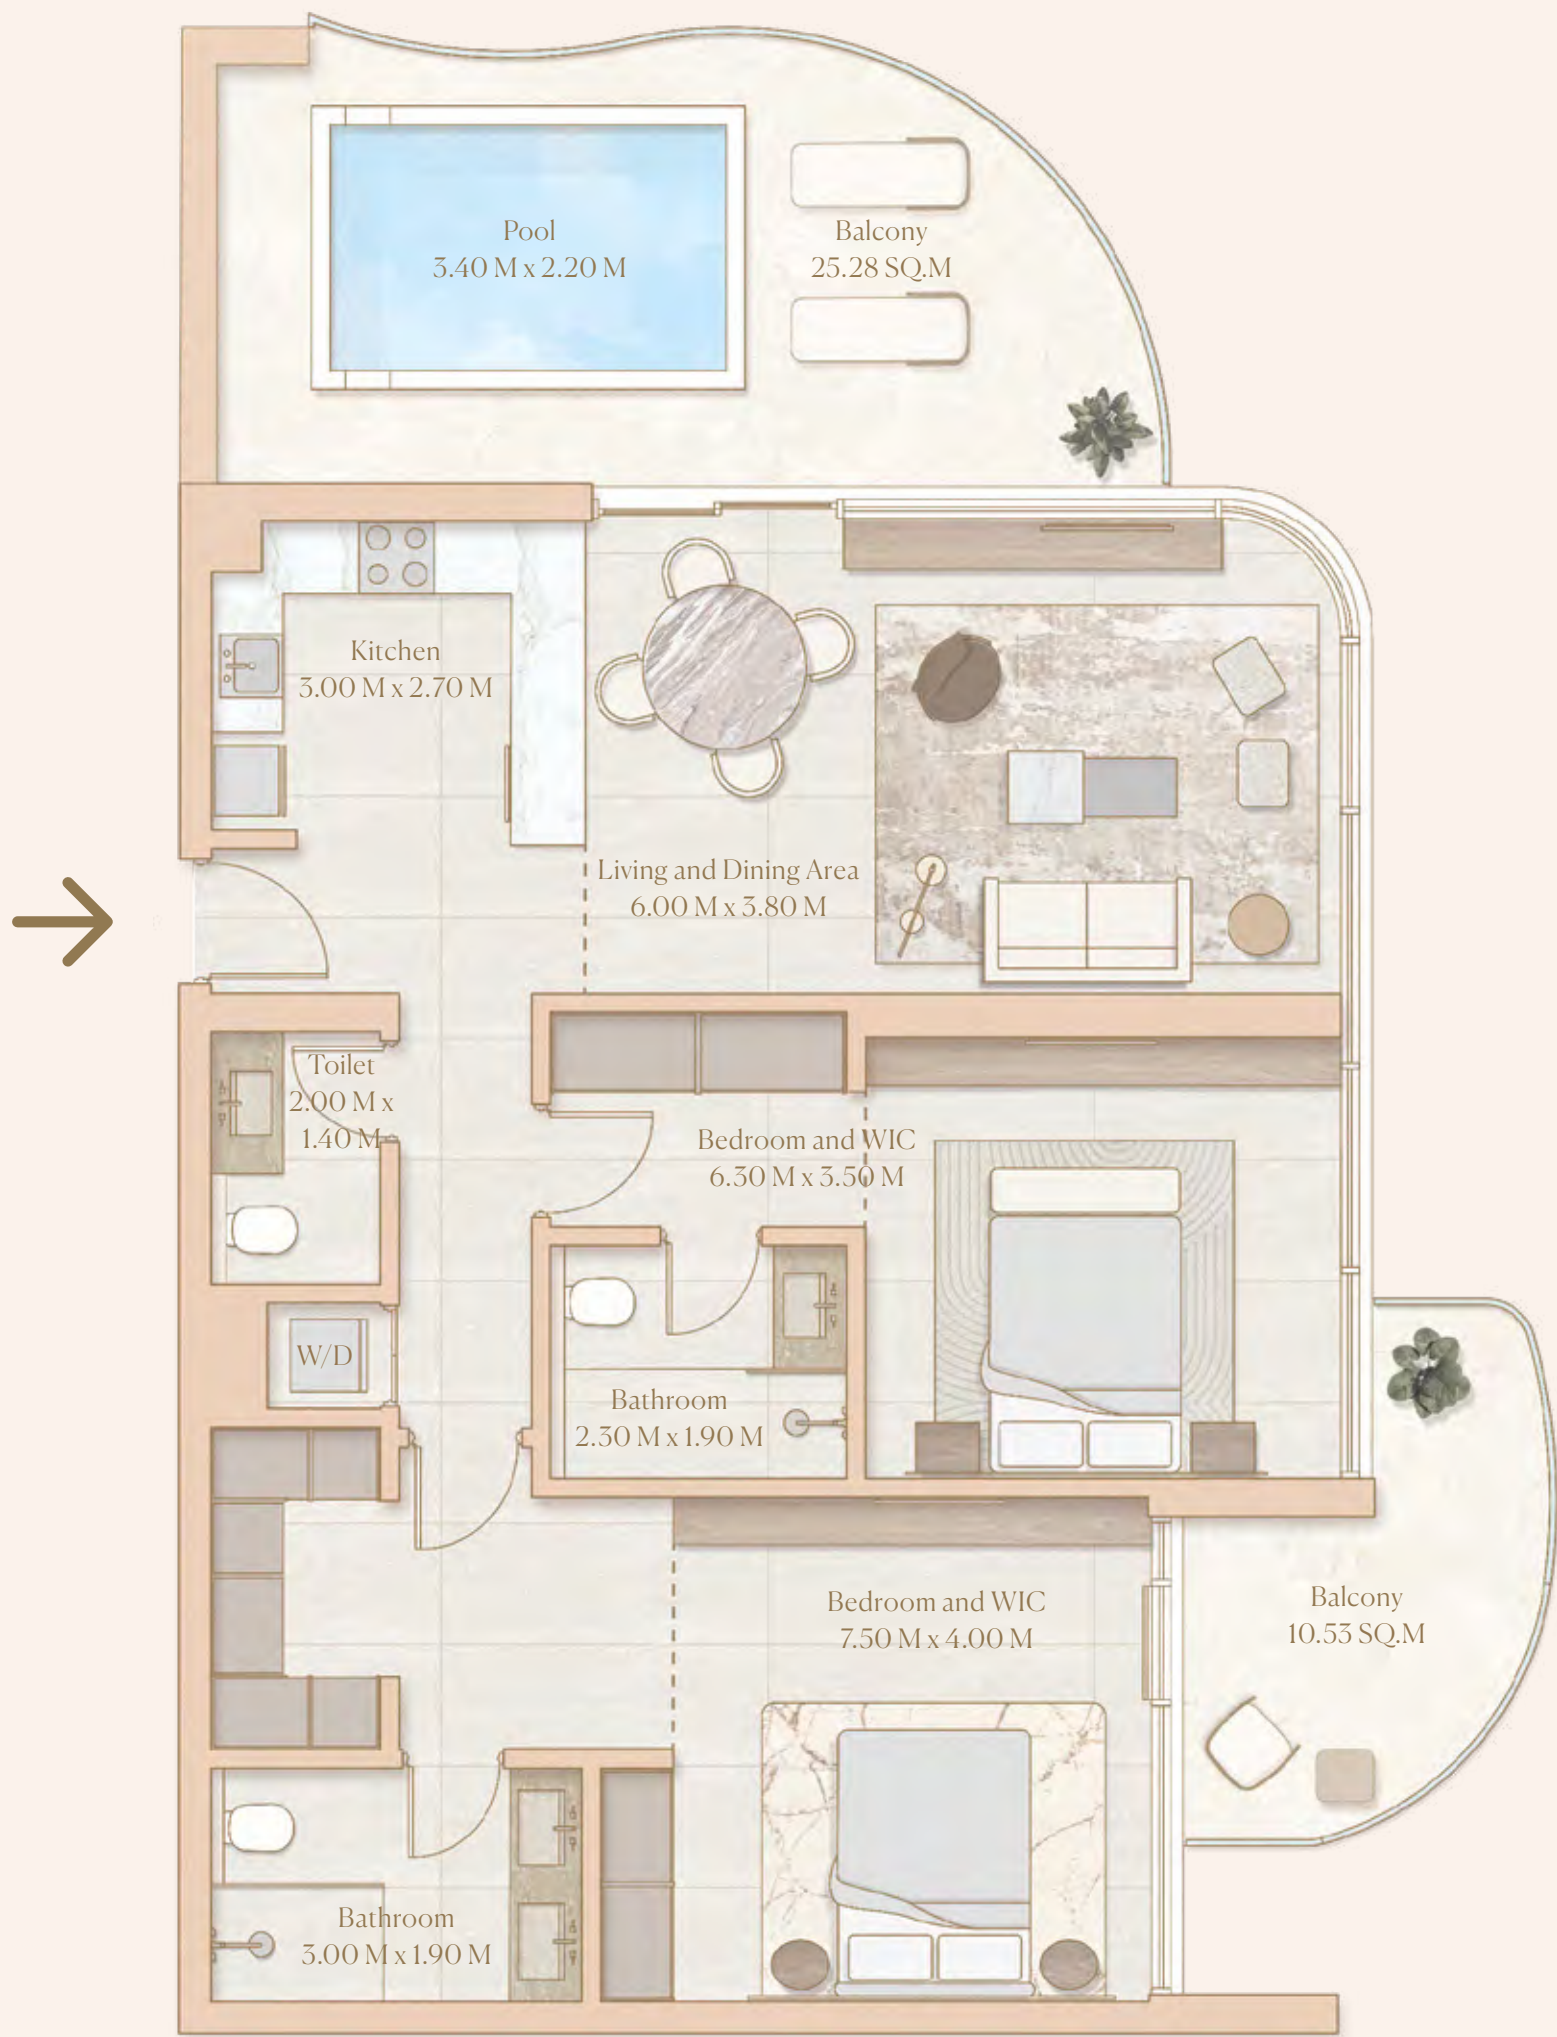 Pool
3.40 M x 2.20 M
Balcony
25.28 SQ.M
Kitchen
3.00 M x 2.70 M
Living and Dining Area
6.00 M x 3.80 M
Toilet
2.00 M x
1.40 M
Bedroom and WIC
6.30 M x 3.50 M
W/D
Bathroom
2.30 M x 1.90 M
Bedroom and WIC
7.50 M x 4.00 M
Balcony
10.53 SQ.M
Bathroom
3.00 M x 1.90 M